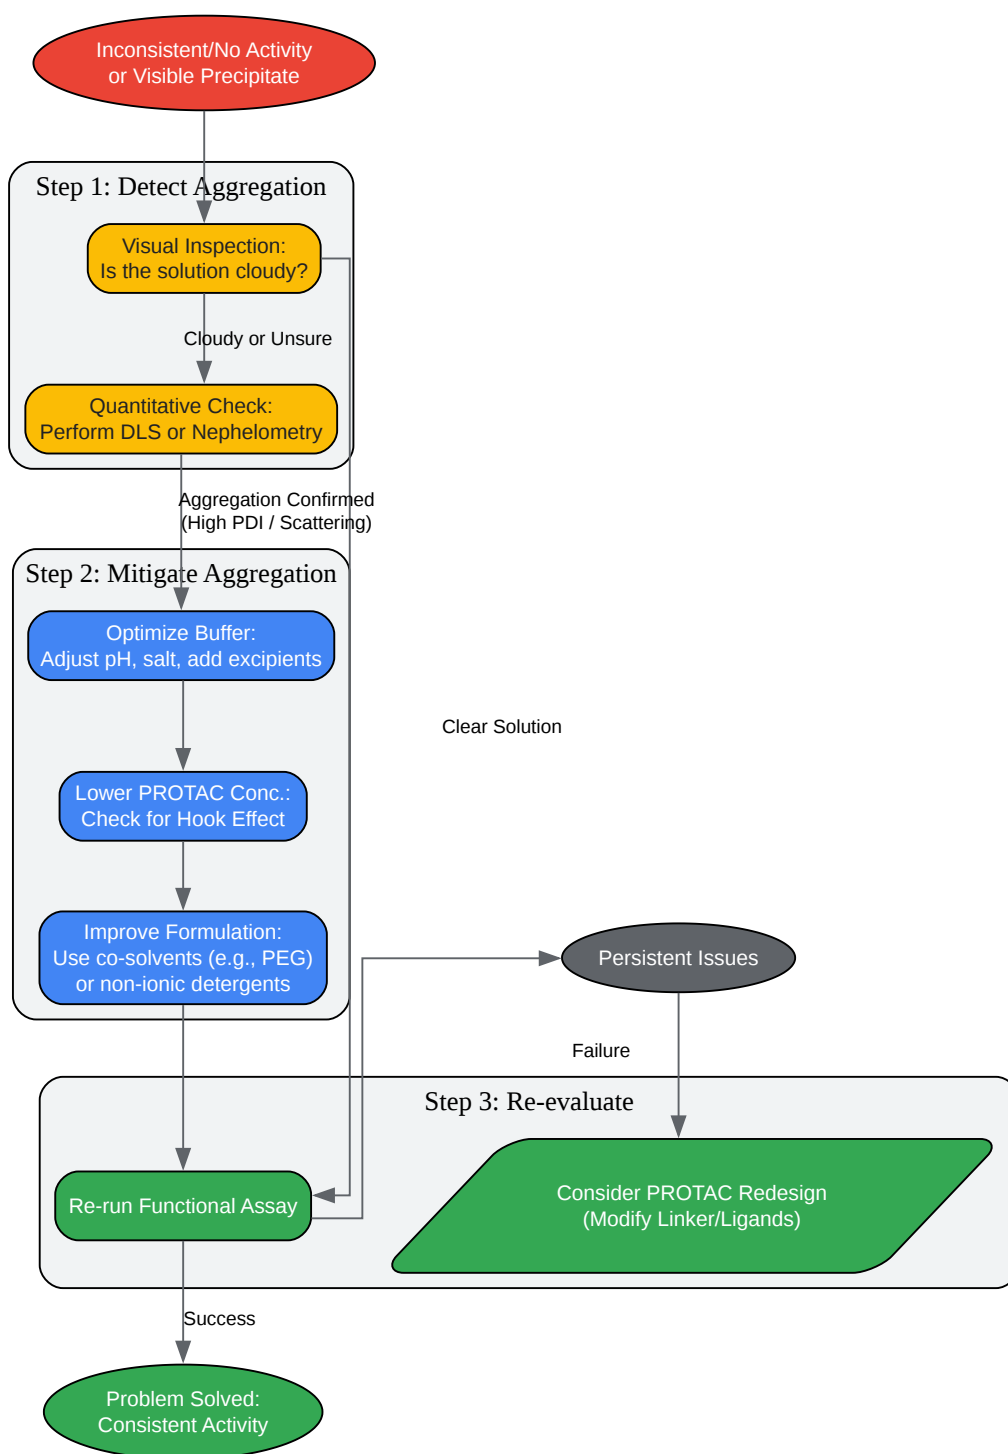 Inconsistent/No Activity
or Visible Precipitate
Step 1: Detect Aggregation
Visual Inspection:
Is the solution cloudy?
Cloudy or Unsure
Quantitative Check:
Perform DLS or Nephelometry
Aggregation Confirmed
(High PDI / Scattering)
Step 2: Mitigate Aggregation
Optimize Buffer:
Adjust pH, salt, add excipients
Clear Solution
Lower PROTAC Conc.:
Check for Hook Effect
Improve Formulation:
Use co-solvents (e.g., PEG)
or non-ionic detergents
Persistent Issues
Failure
Step 3: Re-evaluate
Re-run Functional Assay
Consider PROTAC Redesign
(Modify Linker/Ligands)
Success
Problem Solved:
Consistent Activity